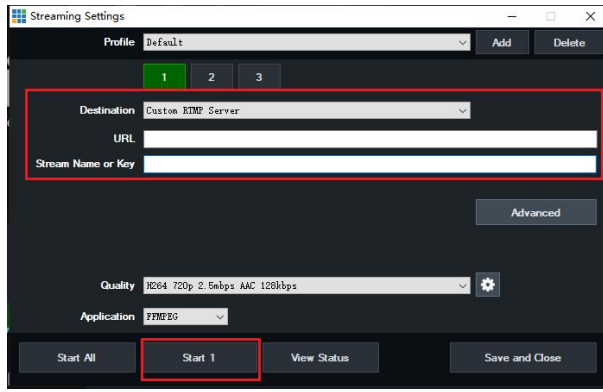 Streaming Settings
Profile Default Add Delete
1 2 3
Destination Custom RTMP Server
URL
Stream Name or Key
Advanced
Quality H264 720p 2.5mbps AAC 128kbps
Application FFMPEG
Start All Start 1 View Status Save and Close